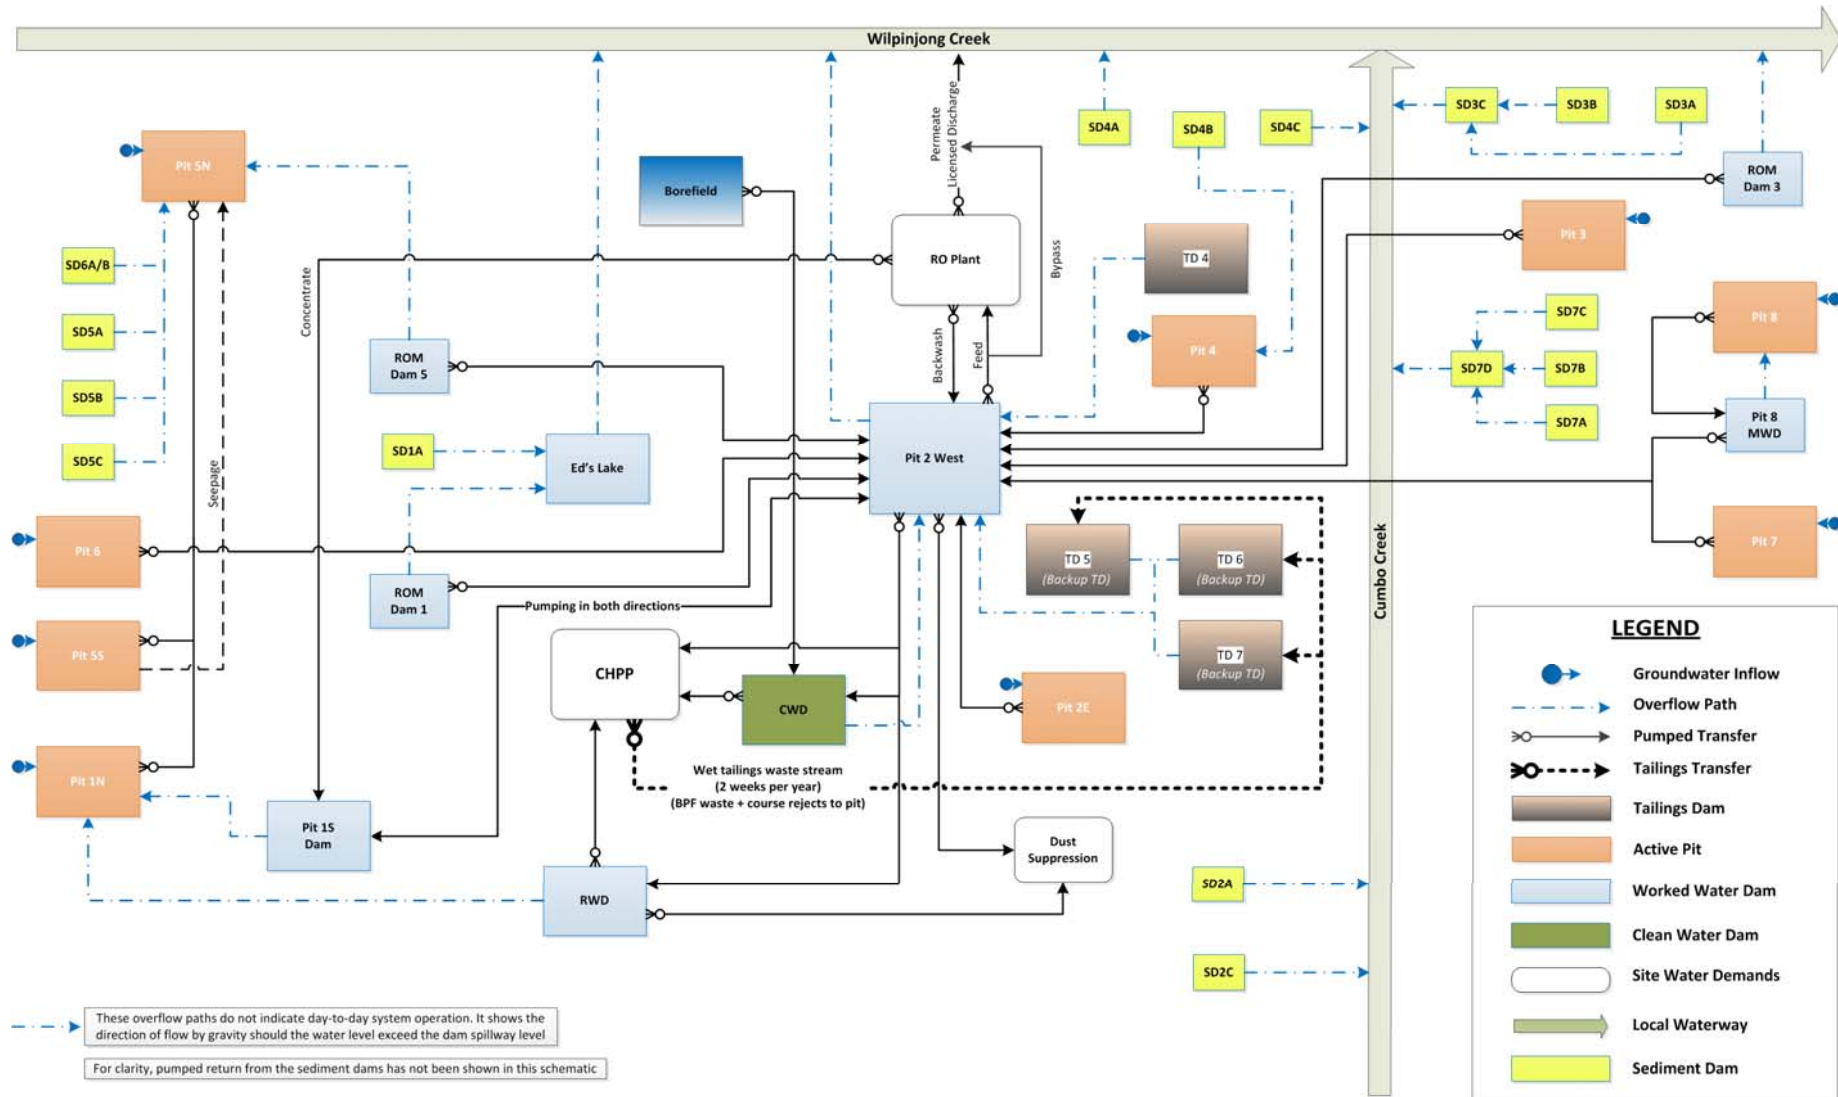 Wilpinjong Creek
Permeate
Licensed Discharge
SD4A
SD4B
SD4C
SD3C
SD3B
SD3A
Pit 5N
Borefield
ROM
Dam 3
Pit 3
RO Plant
Bypass
TD 4
SD6A/B
Concentrate
SD5A
SD5B
SD5C
ROM
Dam 5
Backwash
Feed
Pit 4
SD7C
SD7D
SD7B
SD7A
Pit 8
Pit 8
MWD
SD1A
Ed's Lake
Pit 2 West
Seepage
Pit 6
TD 5
(Backup TD)
TD 6
(Backup TD)
Pit 7
ROM
Dam 1
Pumping in both directions
Cumbo Creek
Pit 5S
CHPP
TD 7
(Backup TD)
CWD
Pit 2E
Pit 1N
Wet tailings waste stream
(2 weeks per year)
(BPF waste + course rejects to pit)
Pit 1S
Dam
Dust
Suppression
RWD
SD2A
SD2C
LEGEND
Groundwater Inflow
Overflow Path
Pumped Transfer
Tailings Transfer
Tailings Dam
Active Pit
Worked Water Dam
Clean Water Dam
Site Water Demands
Local Waterway
Sediment Dam
These overflow paths do not indicate day-to-day system operation. It shows the
direction of flow by gravity should the water level exceed the dam spillway level
For clarity, pumped return from the sediment dams has not been shown in this schematic